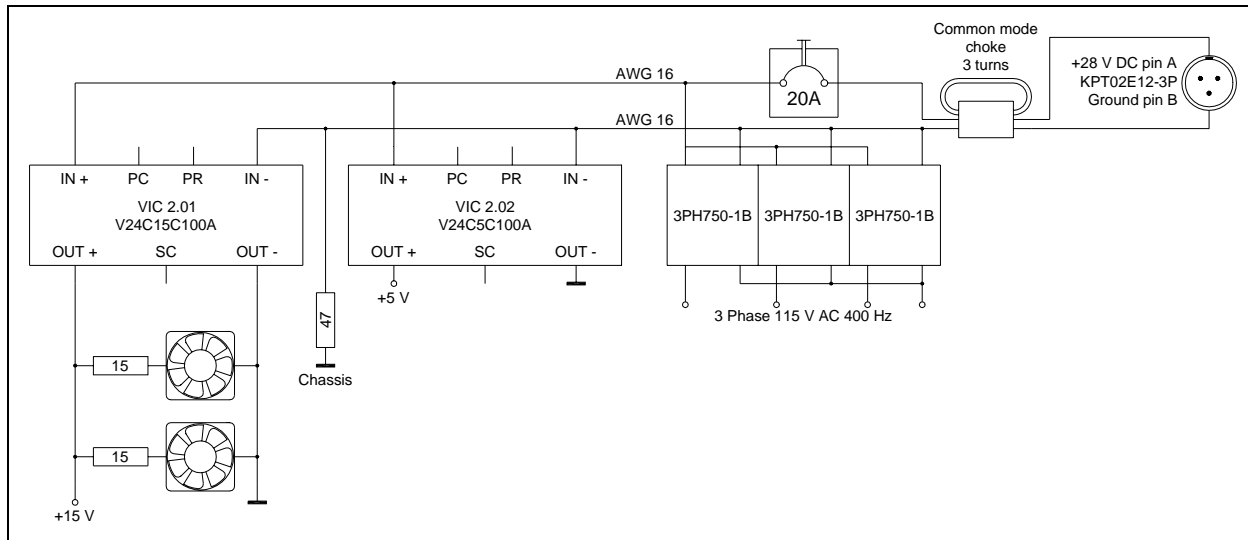 Common mode
choke
3 turns
+28 V DC pin A
KPT02E12-3P
Ground pin B
AWG 16
20A
AWG 16
IN +
PC
PR
IN -
VIC 2.01
V24C15C100A
OUT +
SC
OUT -
IN +
PC
PR
IN -
VIC 2.02
V24C5C100A
OUT +
SC
OUT -
3PH750-1B
3PH750-1B
3PH750-1B
+5 V
3 Phase 115 V AC 400 Hz
47
Chassis
15
15
+15 V